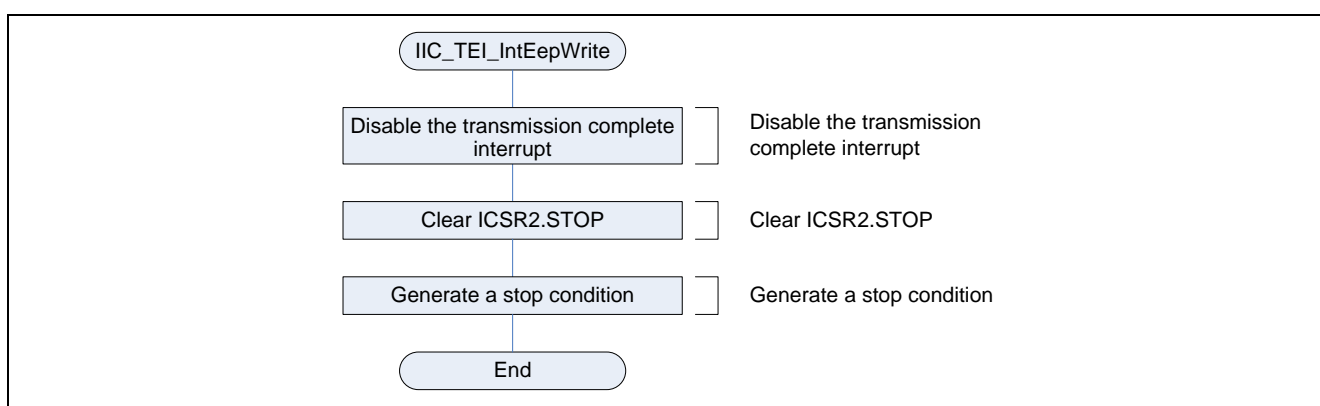 IIC_TEI_IntEepWrite
Disable the transmission complete
interrupt
Disable the transmission
complete interrupt
Clear ICSR2.STOP
Clear ICSR2.STOP
Generate a stop condition
Generate a stop condition
End